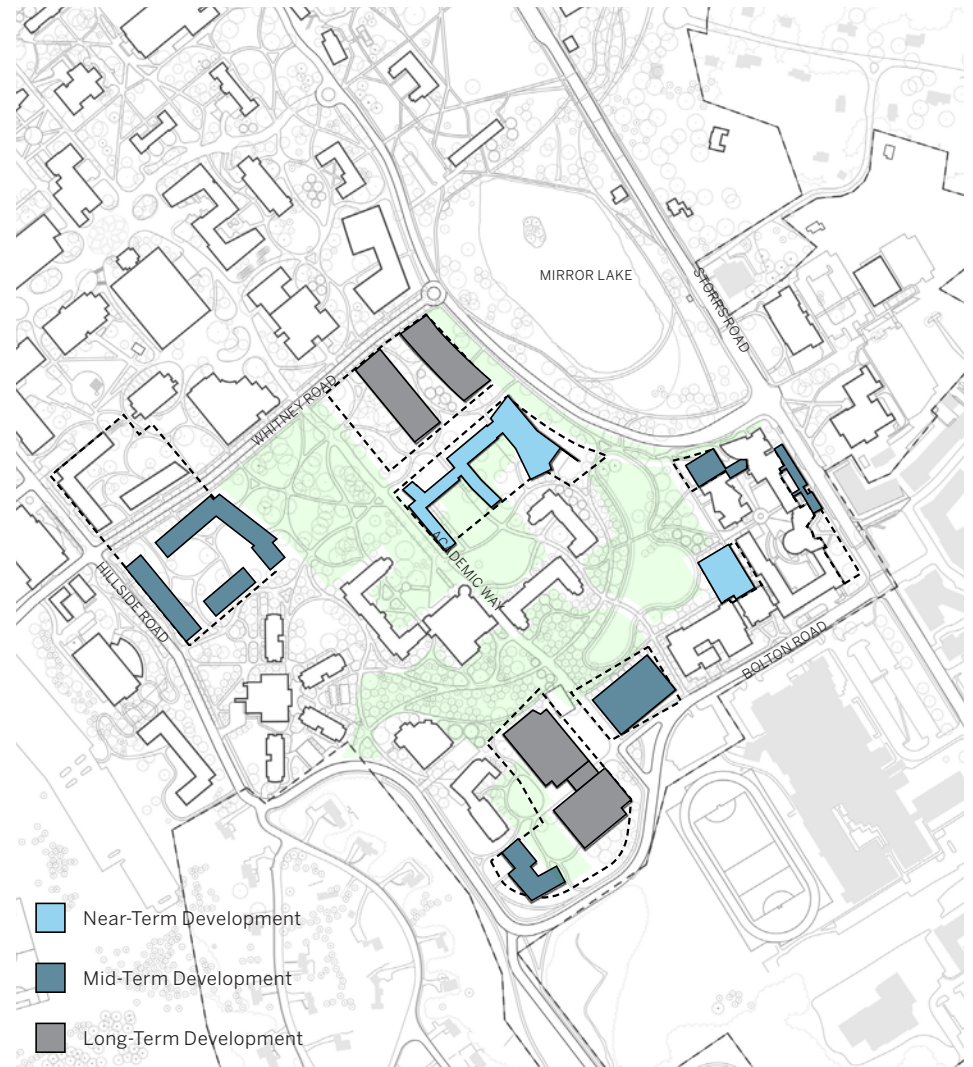 MIRROR LAKE
STORRS ROAD
WHITNEY ROAD
ACADEMIC WAY
HILLSIDE ROAD
BOLTON ROAD
Near-Term Development
Mid-Term Development
Long-Term Development